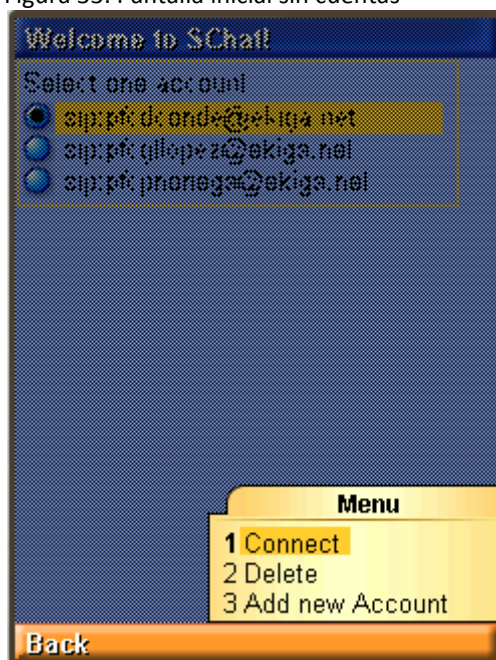 Figura 33: Pantalla inicial sin cuentas
Welcome to SChat!
Select one account
sip:pfcdconde@ekiga.net
sip:pfcgllopez@ekiga.net
sip:pfcpnoriega@ekiga.net
Menu
1 Connect
2 Delete
3 Add new Account
Back